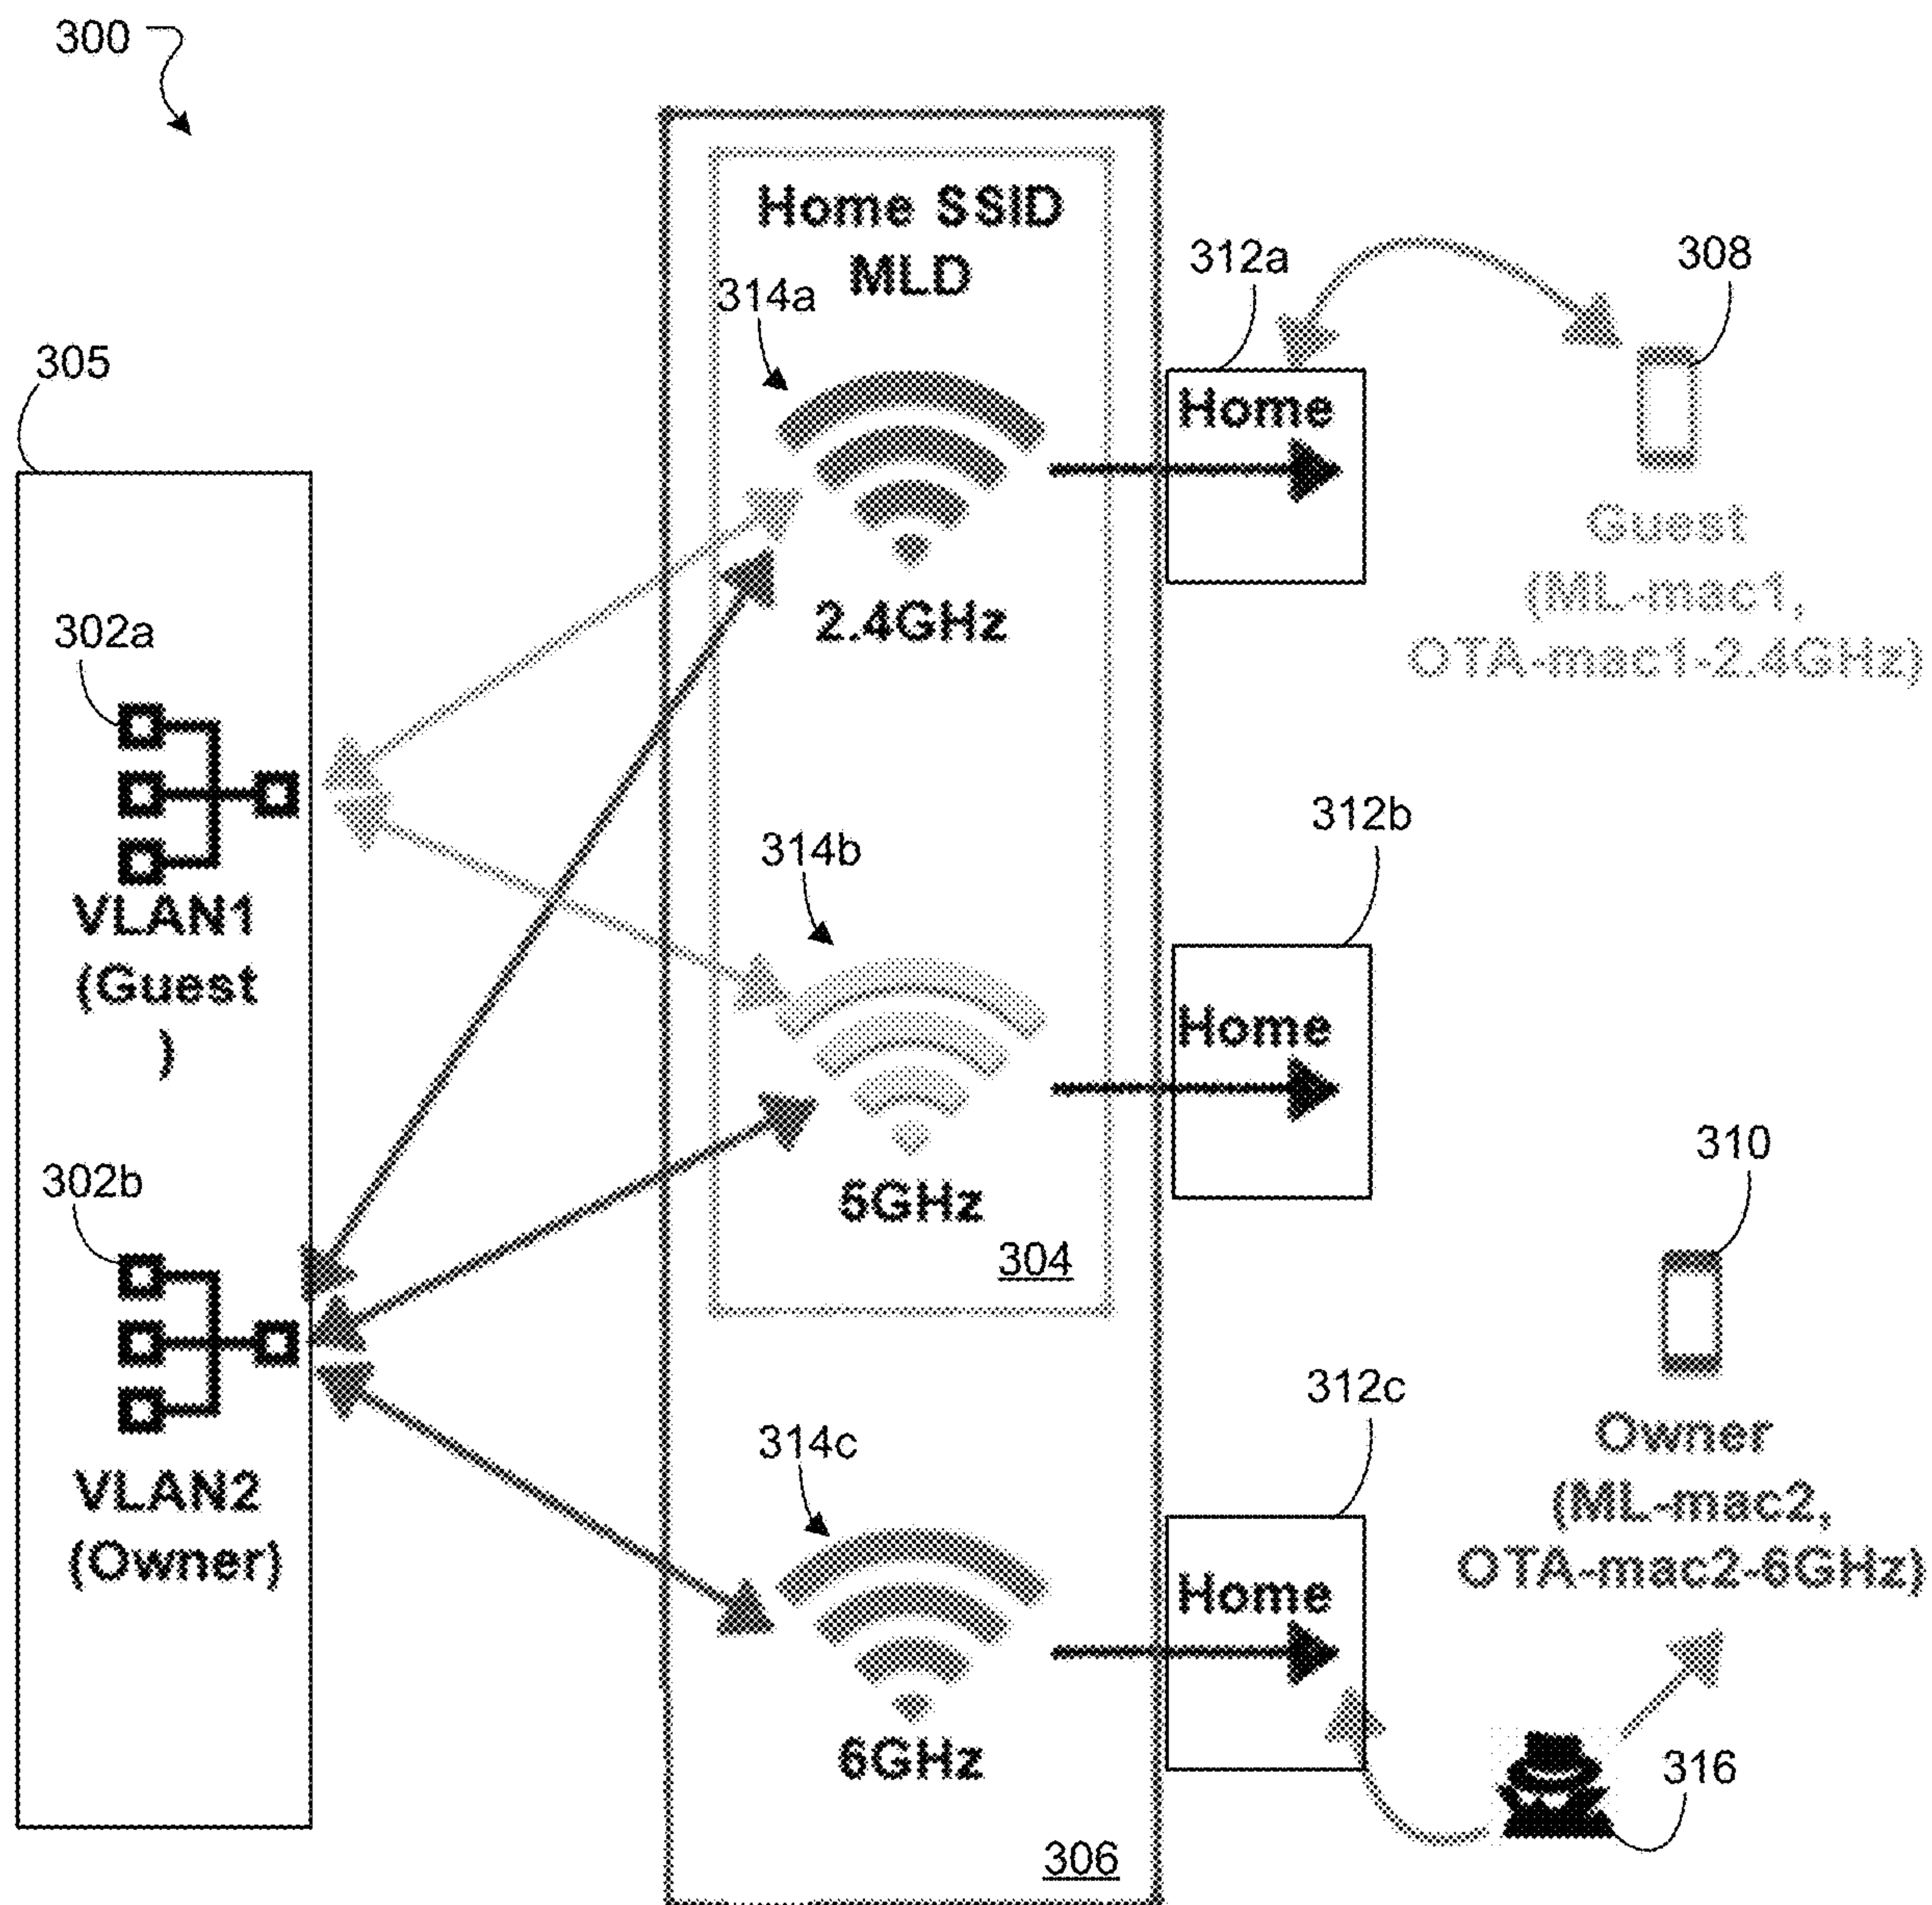 300
Home SSID
MLD
314a
312a
308
305
Home
Guest
(ML-mac1,
OTA-mac1-2.4GHz)
2.4GHz
302a
VLAN1
(Guest
)
314b
312b
Home
5GHz
304
310
302b
VLAN2
(Owner)
314c
312c
Owner
(ML-mac2,
OTA-mac2-6GHz)
Home
6GHz
316
306